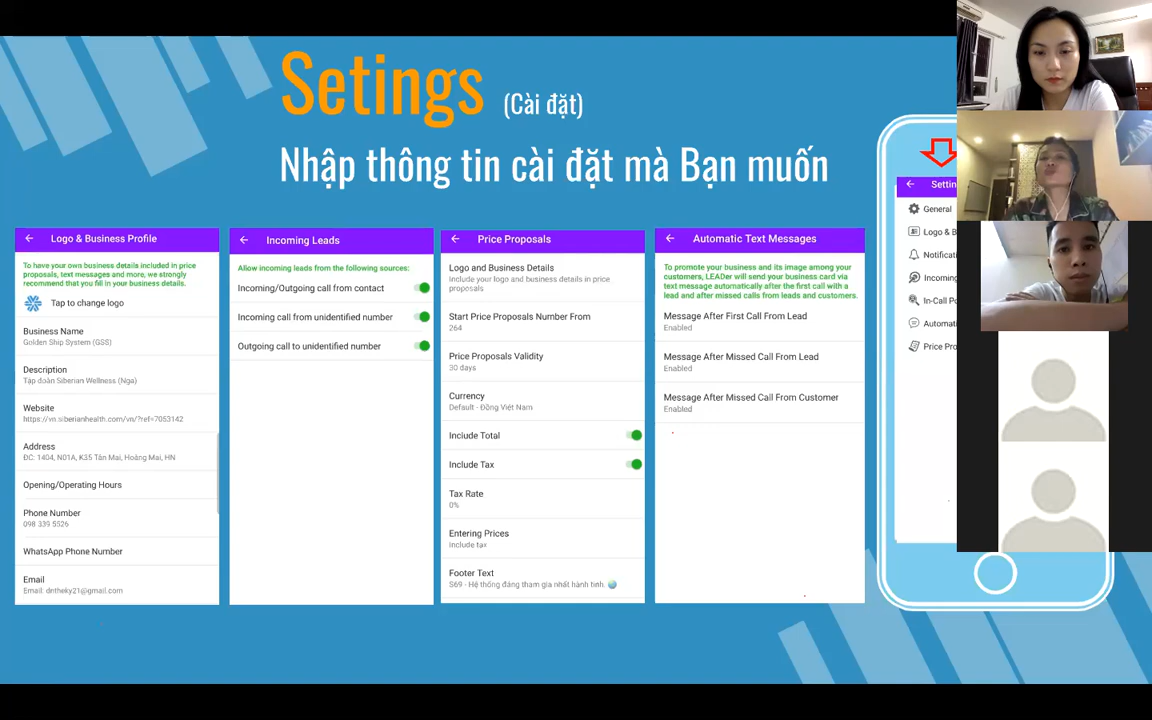 Setings (Cài đặt)
Nhập thông tin cài đặt mà Bạn muốn
Logo & Business Profile
To have your own business details included in price
proposals, text messages and more, we strongly
recommend that you fill in your business details.
Tap to change logo
Business Name
Golden Ship System (GSS)
Description
Tập đoàn Siberian Wellness (Nga)
Website
https://vn.siberianhealth.com/vn/?ref=7053142
Address
ĐC: 1404, N01A, K35 Tân Mai, Hoàng Mai, HN
Opening/Operating Hours
Phone Number
098 339 5526
WhatsApp Phone Number
Email
Email: dntheky21@gmail.com
Incoming Leads
Allow incoming leads from the following sources:
Incoming/Outgoing call from contact
Incoming call from unidentified number
Outgoing call to unidentified number
Price Proposals
Logo and Business Details
Include your logo and business details in price
proposals
Start Price Proposals Number From
264
Price Proposals Validity
30 days
Currency
Default - Đồng Việt Nam
Include Total
Include Tax
Tax Rate
0%
Entering Prices
Include tax
Footer Text
S69 - Hệ thống đáng tham gia nhất hành tinh.
Automatic Text Messages
To promote your business and its image among your
customers, LEADer will send your business card via
text message automatically after the first call with a
lead and after missed calls from leads and customers.
Message After First Call From Lead
Enabled
Message After Missed Call From Lead
Enabled
Message After Missed Call From Customer
Enabled
Settin
General
Logo & B
Notificati
Incoming
In-Call Po
Automati
Price Pro